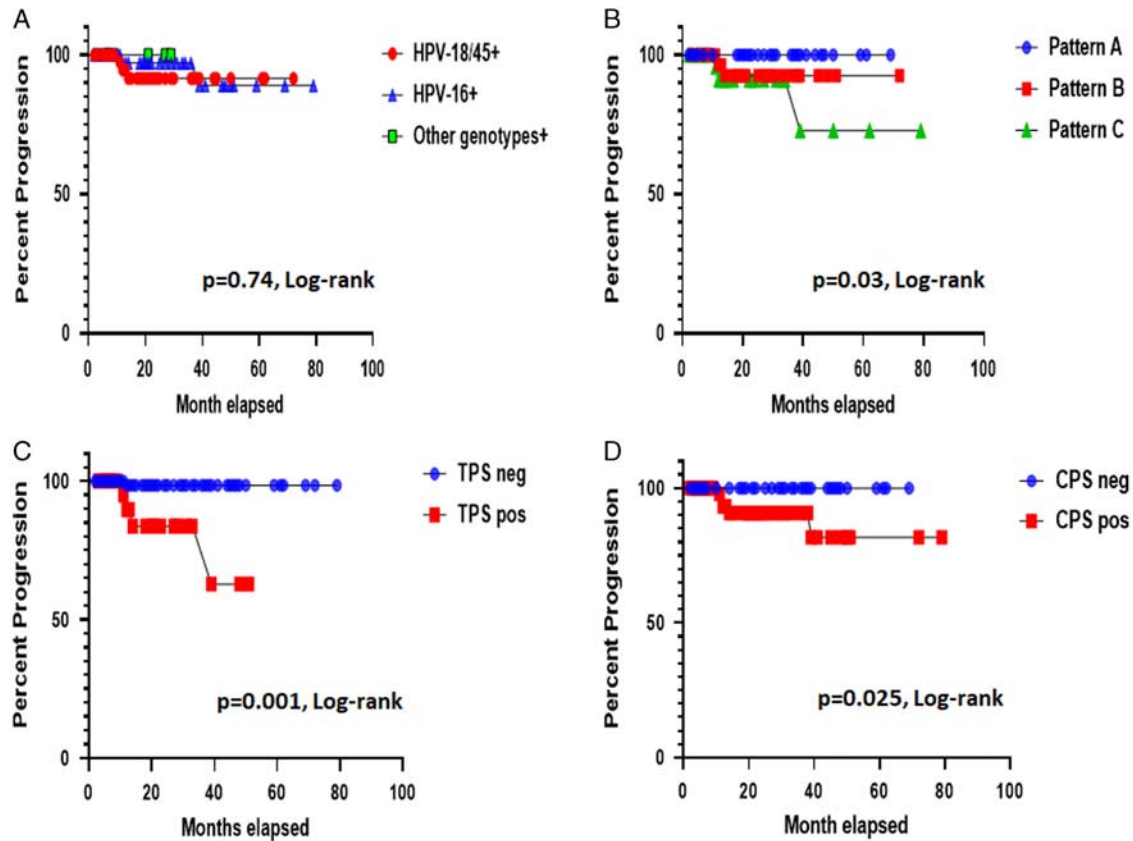 A
Percent Progression
100
50
0
0 20 40 60 80 100
Month elapsed
HPV-18/45+
HPV-16+
Other genotypes+
p=0.74, Log-rank
B
Percent Progression
100
50
0
0 20 40 60 80 100
Months elapsed
Pattern A
Pattern B
Pattern C
p=0.03, Log-rank
C
Percent Progression
100
50
0
0 20 40 60 80 100
Months elapsed
TPS neg
TPS pos
p=0.001, Log-rank
D
Percent Progression
100
50
0
0 20 40 60 80 100
Month elapsed
CPS neg
CPS pos
p=0.025, Log-rank